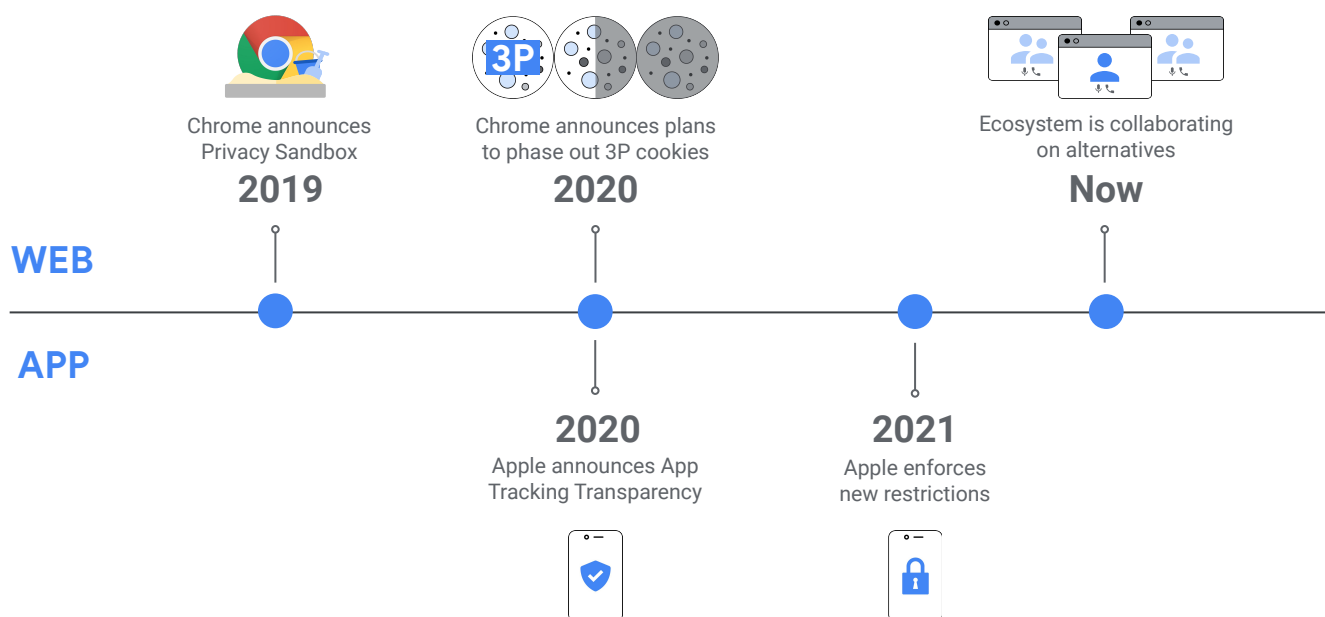 3P
Chrome announces
Privacy Sandbox
2019
Chrome announces plans
to phase out 3P cookies
2020
Ecosystem is collaborating
on alternatives
Now
WEB
APP
2020
Apple announces App
Tracking Transparency
2021
Apple enforces
new restrictions